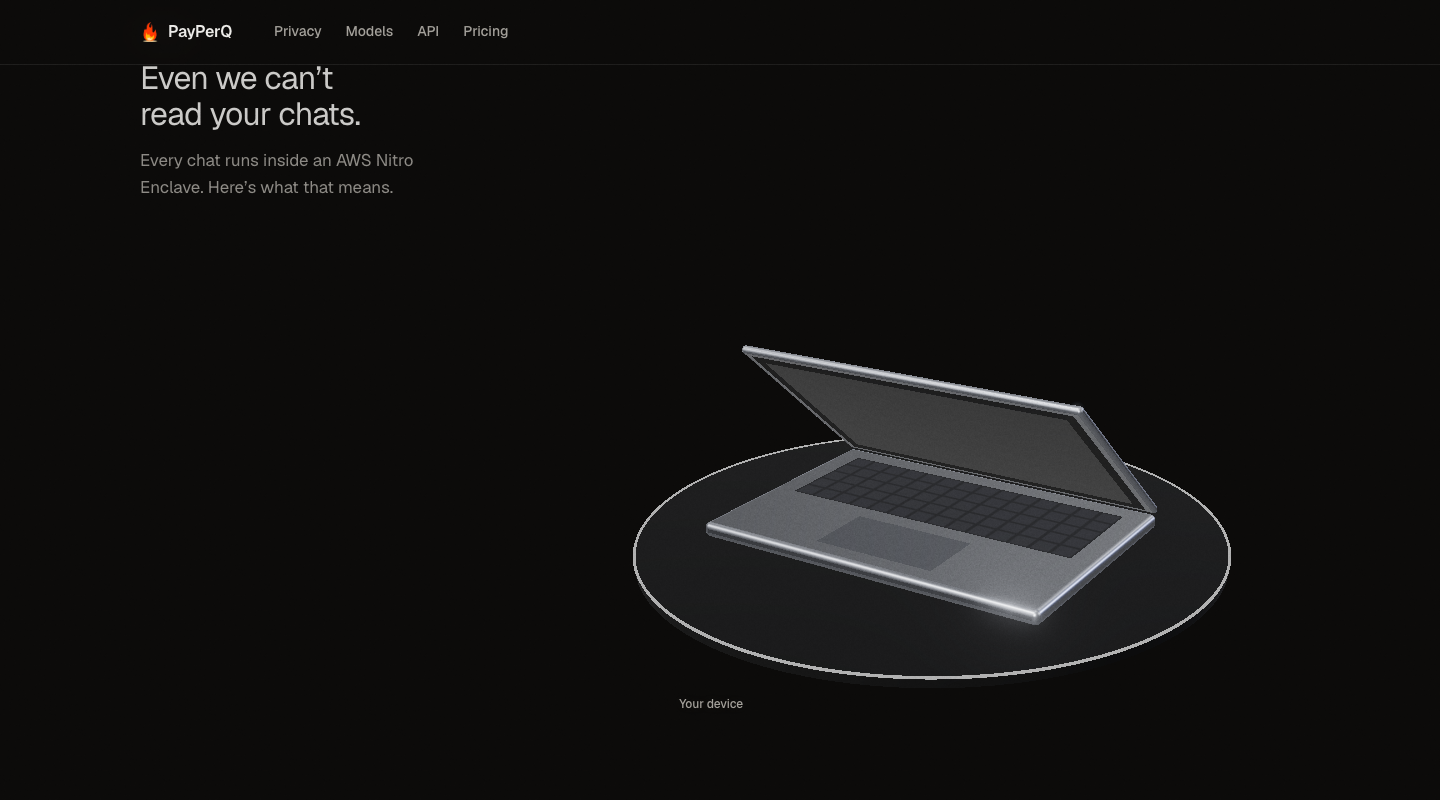 PayPerQ
Privacy
Models
API
Pricing
Even we can’t
read your chats.
Every chat runs inside an AWS Nitro
Enclave. Here’s what that means.
Your device